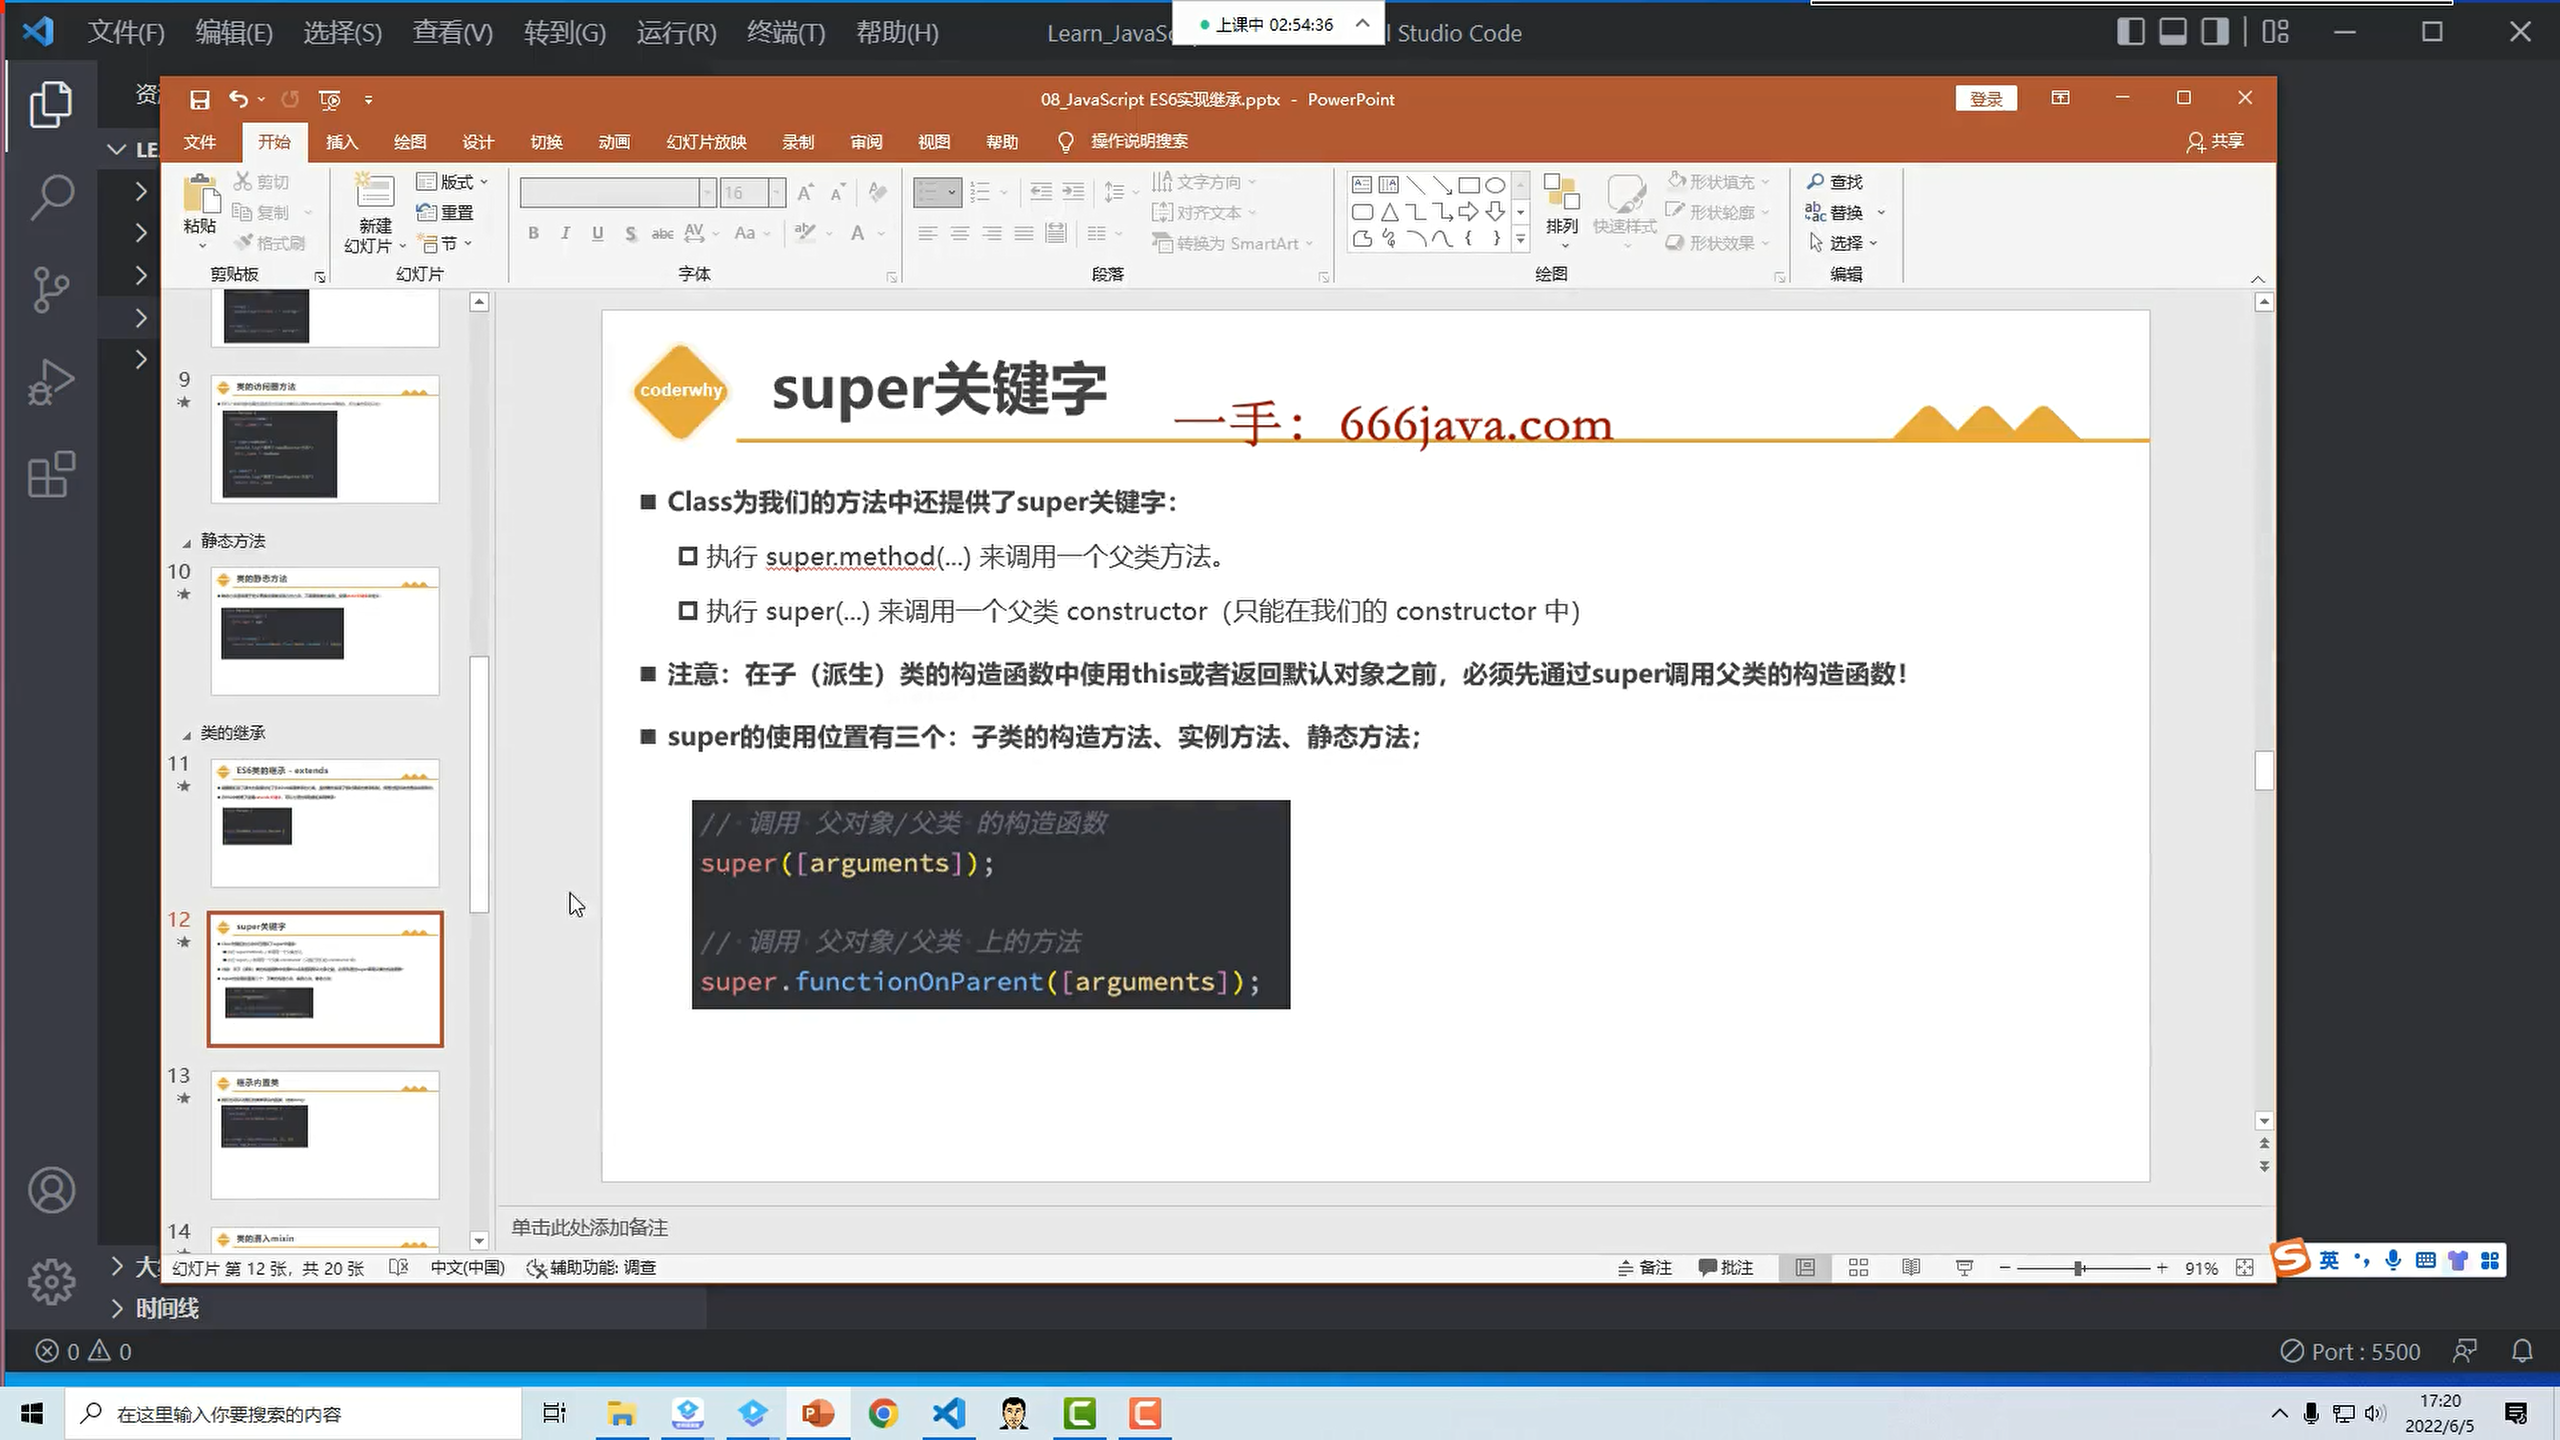 文件(F) 编辑(E) 选择(S) 查看(V) 转到(G) 运行(R) 终端(T) 帮助(H)
Learn_JavaSc
上课中 02:54:36
l Studio Code
08_JavaScript ES6实现继承.pptx - PowerPoint
登录
文件 开始 插入 绘图 设计 切换 动画 幻灯片放映 录制 审阅 视图 帮助 操作说明搜索
共享
粘贴
剪切
复制
格式刷
剪贴板
新建
幻灯片
版式
重置
节
幻灯片
16
字体
文字方向
对齐文本
转换为 SmartArt
段落
排列
快速样式
形状填充
形状轮廓
形状效果
绘图
查找
替换
选择
编辑
9
类的访问器方法
静态方法
10
类的静态方法
类的继承
11
ES6类的继承 - extends
12
super关键字
13
继承内置类
14
类的混入mixin
coderwhy
super关键字
一手：666java.com
Class为我们的方法中还提供了super关键字：
执行 super.method(...) 来调用一个父类方法。
执行 super(...) 来调用一个父类 constructor（只能在我们的 constructor 中）
注意：在子（派生）类的构造函数中使用this或者返回默认对象之前，必须先通过super调用父类的构造函数！
super的使用位置有三个：子类的构造方法、实例方法、静态方法；
// 调用 父对象/父类 的构造函数
super([arguments]);
// 调用 父对象/父类 上的方法
super.functionOnParent([arguments]);
单击此处添加备注
幻灯片 第 12 张，共 20 张 中文(中国) 辅助功能: 调查
备注 批注 91%
英
时间线
0 0
Port : 5500
在这里输入你要搜索的内容
17:20
2022/6/5